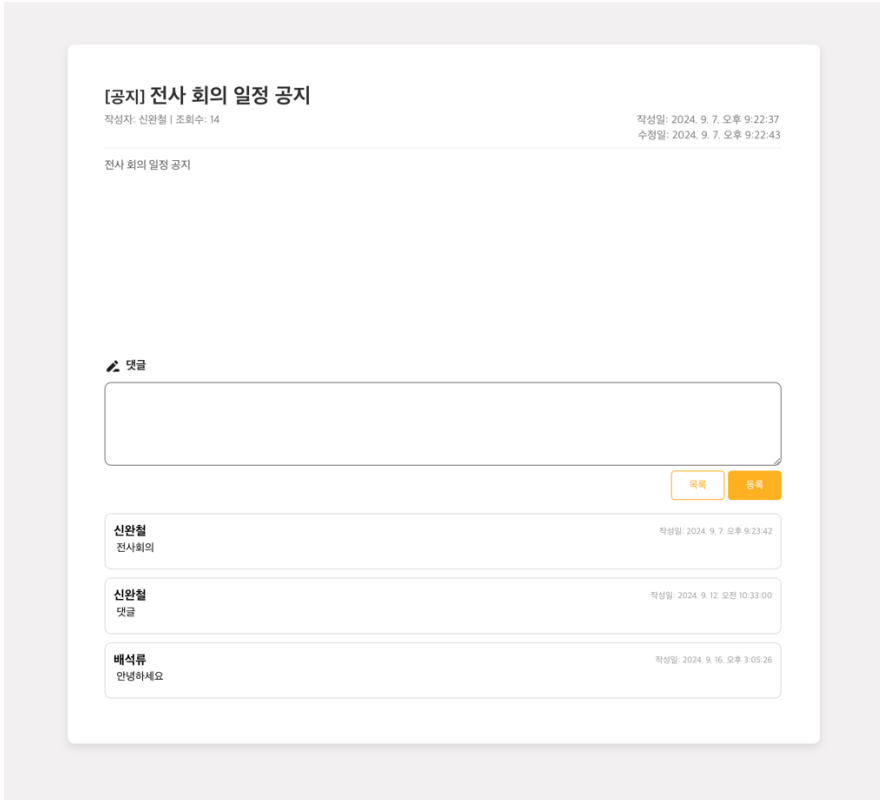 [공지] 전사 회의 일정 공지
작성자: 신완철 | 조회수: 14
작성일: 2024. 9. 7. 오후 9:22:37
수정일: 2024. 9. 7. 오후 9:22:43
전사 회의 일정 공지
댓글
목록
등록
신완철
작성일: 2024. 9. 7. 오후 9:23:42
전사회의
신완철
작성일: 2024. 9. 12. 오전 10:33:00
댓글
배석류
작성일: 2024. 9. 16. 오후 3:05:26
안녕하세요